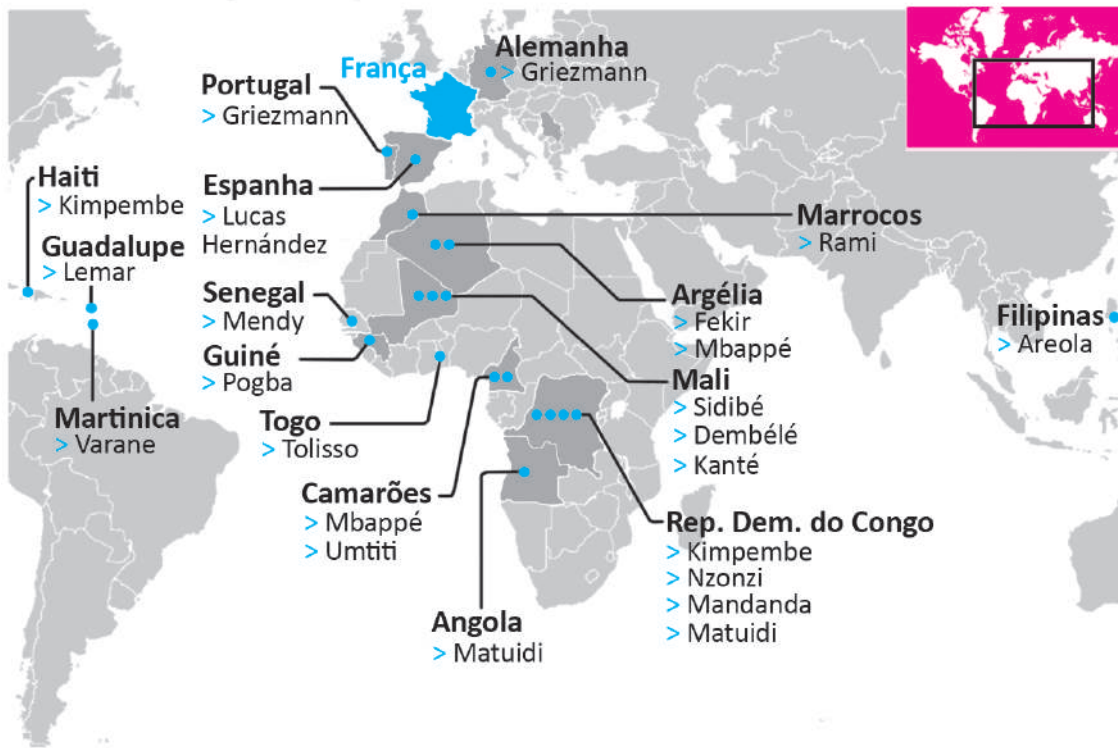 França
Alemanha
> Griezmann
Portugal
> Griezmann
Espanha
> Lucas
Hernández
Haiti
> Kimpembe
Guadalupe
> Lemar
Martinica
> Varane
Senegal
> Mendy
Guiné
> Pogba
Togo
> Tolisso
Camarões
> Mbappé
> Umtiti
Angola
> Matuidi
Marrocos
> Rami
Argélia
> Fekir
> Mbappé
Mali
> Sidibé
> Dembélé
> Kanté
Rep. Dem. do Congo
> Kimpembe
> Nzonzi
> Mandanda
> Matuidi
Filipinas
> Areola